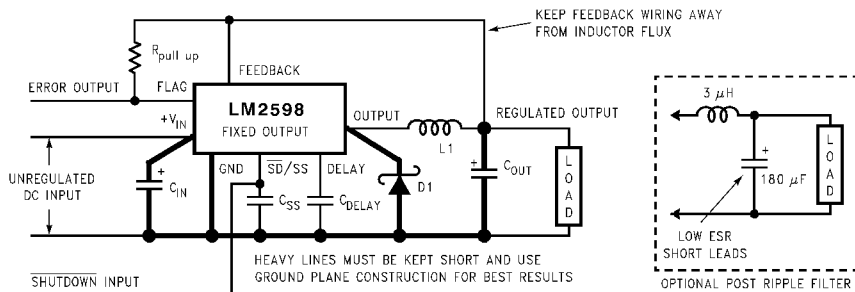 KEEP FEEDBACK WIRING AWAY
FROM INDUCTOR FLUX
Rpull up
FEEDBACK
ERROR OUTPUT
FLAG
LM2598
FIXED OUTPUT
+VIN
OUTPUT
REGULATED OUTPUT
L1
UNREGULATED
DC INPUT
+
CIN
GND
SD/SS
DELAY
CSS
CDELAY
D1
+
COUT
LOAD
HEAVY LINES MUST BE KEPT SHORT AND USE
GROUND PLANE CONSTRUCTION FOR BEST RESULTS
SHUTDOWN INPUT
3 μH
+
180 μF
LOAD
LOW ESR
SHORT LEADS
OPTIONAL POST RIPPLE FILTER